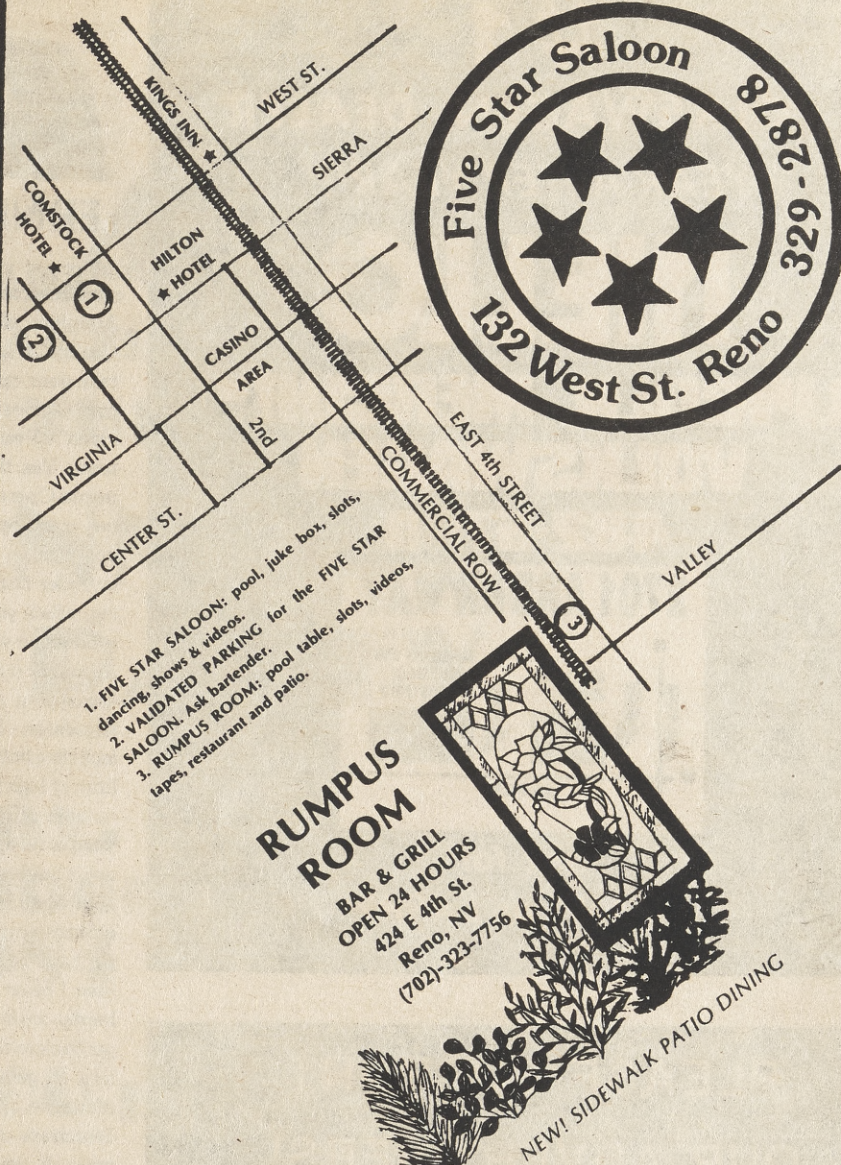 Five Star Saloon
329-2878
132 West St. Reno
KINGS INN ★
WEST ST.
SIERRA
COMSTOCK
HOTEL ★
HILTON
★ HOTEL
1
2
CASINO
AREA
2nd
VIRGINIA
CENTER ST.
EAST 4th STREET
COMMERCIAL ROW
VALLEY
3
1. FIVE STAR SALOON: pool, juke box, slots,
dancing, shows & videos.
2. VALIDATED PARKING for the FIVE STAR
SALOON. Ask bartender.
3. RUMPUS ROOM: pool table, slots, videos,
tapes, restaurant and patio.
RUMPUS
ROOM
BAR & GRILL
OPEN 24 HOURS
424 E 4th St.
Reno, NV
(702)-323-7756
NEW! SIDEWALK PATIO DINING